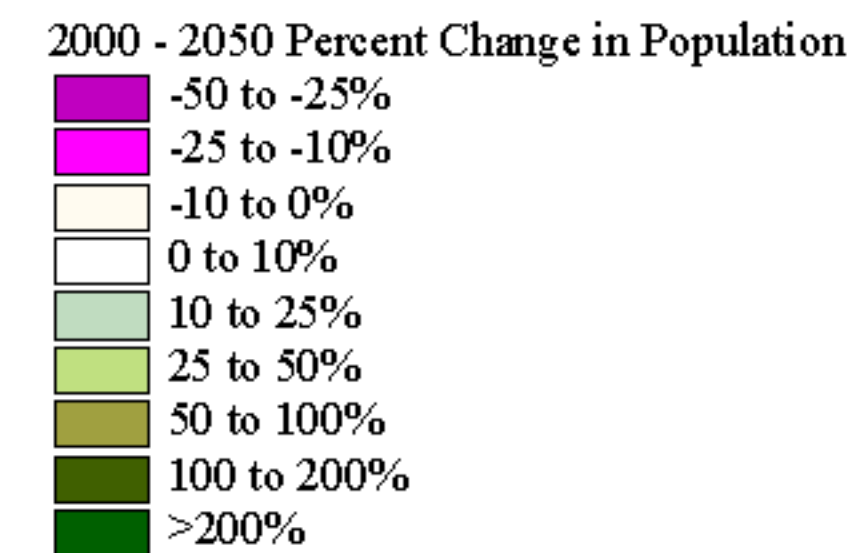 2000 - 2050 Percent Change in Population
-50 to -25%
-25 to -10%
-10 to 0%
0 to 10%
10 to 25%
25 to 50%
50 to 100%
100 to 200%
>200%